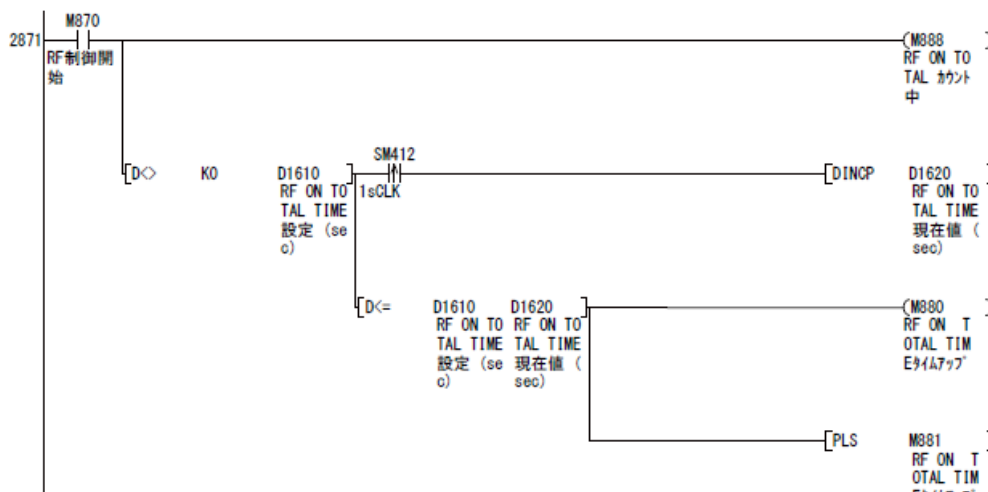 M870
2871
(M888
RF制御開
始
RF ON TO
TAL カウント
中
SM412
[D<> K0 D1610 ]
[DINCP D1620
RF ON TO
TAL TIME
設定 (se
c)
1sCLK
RF ON TO
TAL TIME
現在値 (
sec)
[D<= D1610 D1620 ]
(M880
RF ON TO
TAL TIME
設定 (se
c)
RF ON TO
TAL TIME
現在値 (
sec)
RF ON T
OTAL TIM
Eタイムアップ
[PLS M881
RF ON T
OTAL TIM